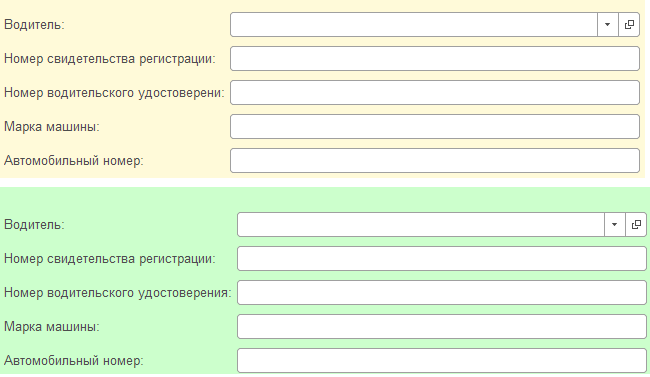 Водитель:
Номер свидетельства регистрации:
Номер водительского удостоверени:
Марка машины:
Автомобильный номер:
Водитель:
Номер свидетельства регистрации:
Номер водительского удостоверения:
Марка машины:
Автомобильный номер: